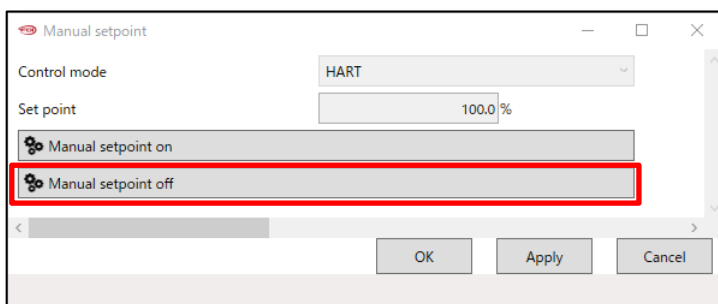 Manual setpoint
Control mode HART
Set point 100.0 %
Manual setpoint on
Manual setpoint off
OK Apply Cancel